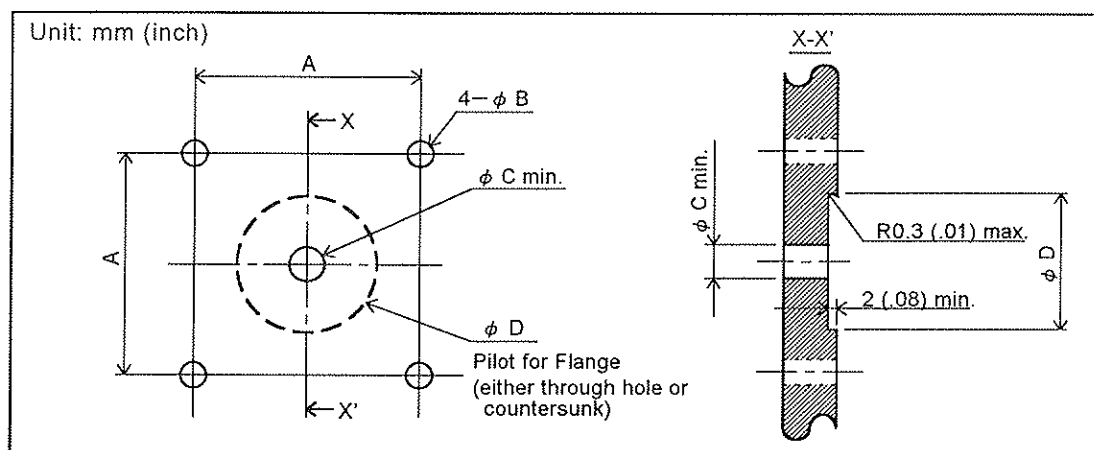 Unit: mm (inch)
A
4－φ B
X
φ C min.
A
φ D
Pilot for Flange
(either through hole or
countersunk)
X'
X-X'
φ C min.
R0.3 (.01) max.
φ D
2 (.08) min.